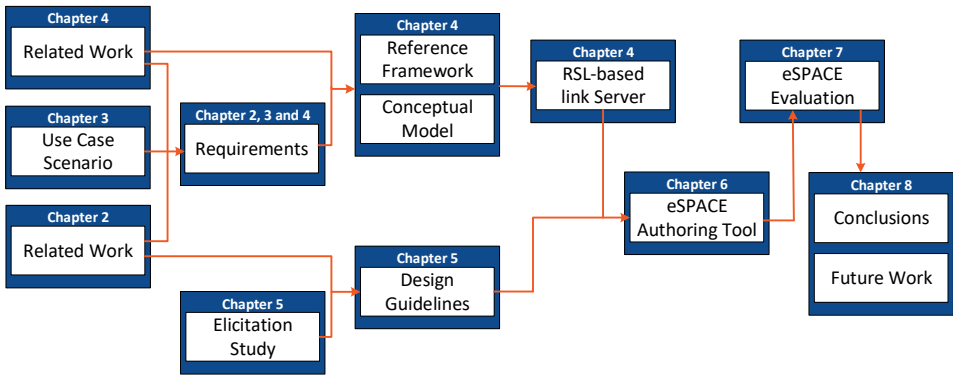 Chapter 4
Related Work
Chapter 3
Use Case
Scenario
Chapter 2
Related Work
Chapter 2, 3 and 4
Requirements
Chapter 5
Elicitation
Study
Chapter 4
Reference
Framework
Conceptual
Model
Chapter 5
Design
Guidelines
Chapter 4
RSL-based
link Server
Chapter 6
eSPACE
Authoring Tool
Chapter 7
eSPACE
Evaluation
Chapter 8
Conclusions
Future Work